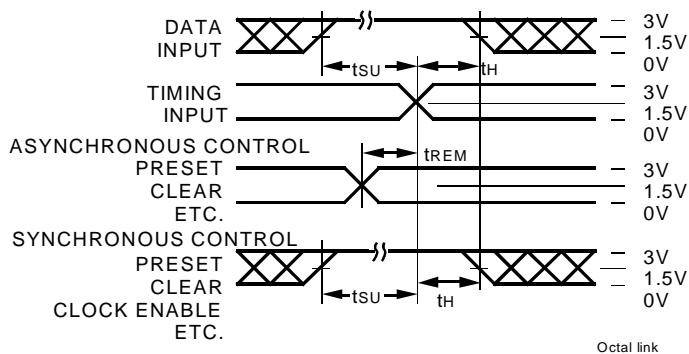 DATA
INPUT
3V
1.5V
0V
tSU
tH
TIMING
INPUT
3V
1.5V
0V
ASYNCHRONOUS CONTROL
PRESET
CLEAR
ETC.
tREM
3V
1.5V
0V
SYNCHRONOUS CONTROL
PRESET
CLEAR
CLOCK ENABLE
ETC.
3V
1.5V
0V
tSU
tH
Octal link